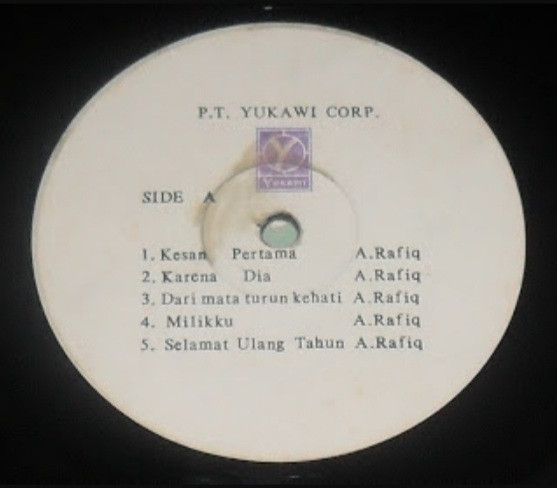 P.T. YUKAWI CORP.
Y
YUKAWI
SIDE A
1. Kesan Pertama A.Rafiq
2. Karena Dia A.Rafiq
3. Dari mata turun kehati A.Rafiq
4. Milikku A.Rafiq
5. Selamat Ulang Tahun A.Rafiq